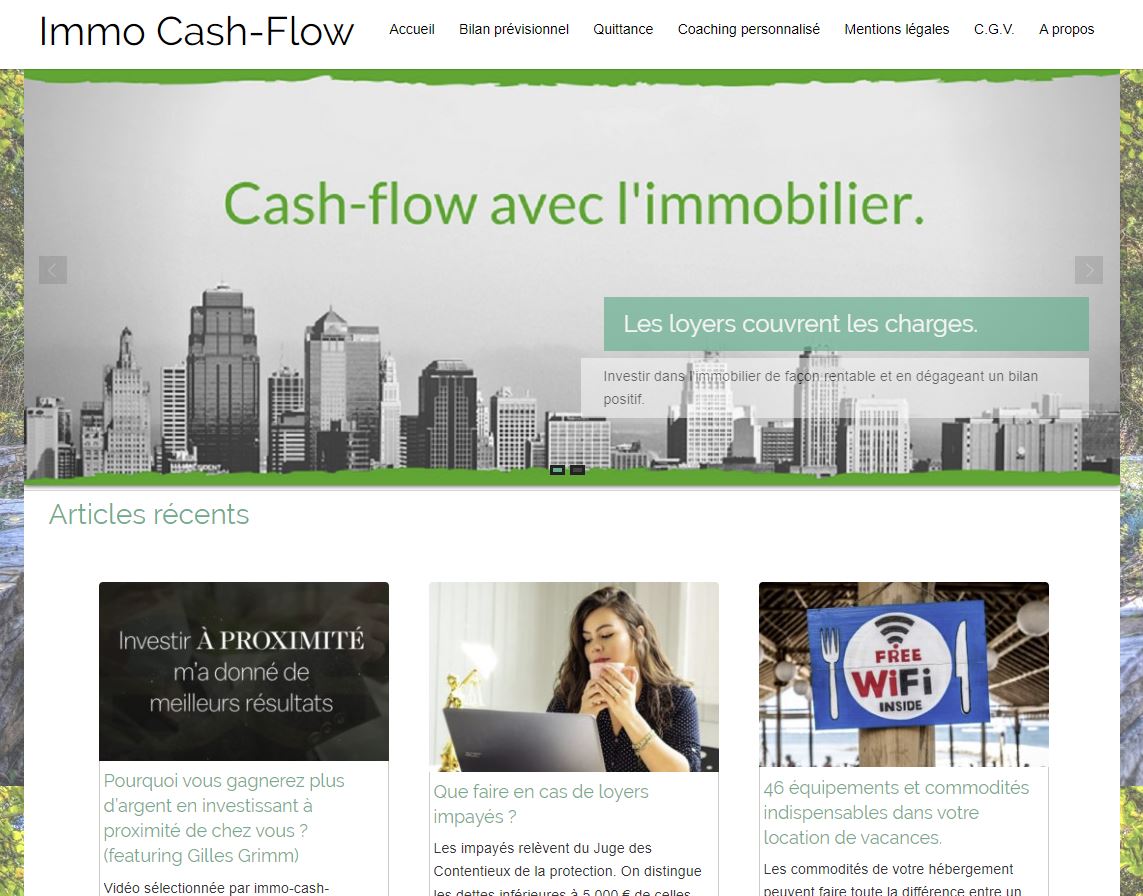 Immo Cash-Flow
Accueil Bilan prévisionnel Quittance Coaching personnalisé Mentions légales C.G.V. A propos
Cash-flow avec l'immobilier.
Les loyers couvrent les charges.
Investir dans l'immobilier de façon rentable et en dégageant un bilan
positif.
Articles récents
Investir À PROXIMITÉ
m'a donné de
meilleurs résultats
Pourquoi vous gagnerez plus
d'argent en investissant à
proximité de chez vous ?
(featuring Gilles Grimm)
Vidéo sélectionnée par immo-cash-
Que faire en cas de loyers
impayés ?
Les impayés relèvent du Juge des
Contentieux de la protection. On distingue
les dettes inférieures à 5 000 € de celles
FREE
WiFi
INSIDE
46 équipements et commodités
indispensables dans votre
location de vacances.
Les commodités de votre hébergement
peuvent faire toute la différence entre un